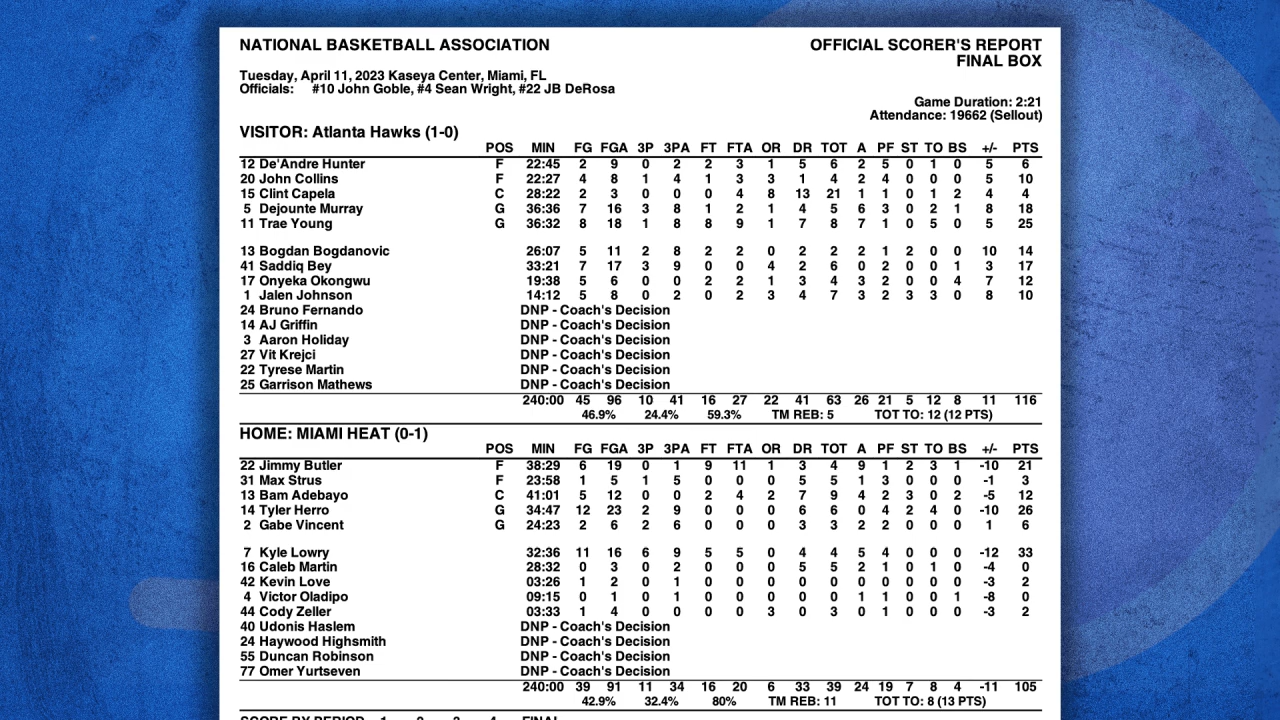 NATIONAL BASKETBALL ASSOCIATION OFFICIAL SCORER'S REPORT
FINAL BOX
Tuesday, April 11, 2023 Kaseya Center, Miami, FL
Officials: #10 John Goble, #4 Sean Wright, #22 JB DeRosa
Game Duration: 2:21
Attendance: 19662 (Sellout)
VISITOR: Atlanta Hawks (1-0)
POS MIN FG FGA 3P 3PA FT FTA OR DR TOT A PF ST TO BS +/- PTS
12 De'Andre Hunter F 22:45 2 9 0 2 2 3 1 5 6 2 5 0 1 0 5 6
20 John Collins F 22:27 4 8 1 4 1 3 3 1 4 2 4 0 0 0 5 10
15 Clint Capela C 28:22 2 3 0 0 0 4 8 13 21 1 1 0 1 2 4 4
5 Dejounte Murray G 36:36 7 16 3 8 1 2 1 4 5 6 3 0 2 1 8 18
11 Trae Young G 36:32 8 18 1 8 8 9 1 7 8 7 1 0 5 0 5 25
13 Bogdan Bogdanovic 26:07 5 11 2 8 2 2 0 2 2 2 1 2 0 0 10 14
41 Saddiq Bey 33:21 7 17 3 9 0 0 4 2 6 0 2 0 0 1 3 17
17 Onyeka Okongwu 19:38 5 6 0 0 2 2 1 3 4 3 2 0 0 4 7 12
1 Jalen Johnson 14:12 5 8 0 2 0 2 3 4 7 3 2 3 3 0 8 10
24 Bruno Fernando DNP - Coach's Decision
14 AJ Griffin DNP - Coach's Decision
3 Aaron Holiday DNP - Coach's Decision
27 Vit Krejci DNP - Coach's Decision
22 Tyrese Martin DNP - Coach's Decision
25 Garrison Mathews DNP - Coach's Decision
240:00 45 96 10 41 16 27 22 41 63 26 21 5 12 8 11 116
46.9% 24.4% 59.3% TM REB: 5 TOT TO: 12 (12 PTS)
HOME: MIAMI HEAT (0-1)
POS MIN FG FGA 3P 3PA FT FTA OR DR TOT A PF ST TO BS +/- PTS
22 Jimmy Butler F 38:29 6 19 0 1 9 11 1 3 4 9 1 2 3 1 -10 21
31 Max Strus F 23:58 1 5 1 5 0 0 0 5 5 1 3 0 0 0 -1 3
13 Bam Adebayo C 41:01 5 12 0 0 2 4 2 7 9 4 2 3 0 2 -5 12
14 Tyler Herro G 34:47 12 23 2 9 0 0 0 6 6 0 4 2 4 0 -10 26
2 Gabe Vincent G 24:23 2 6 2 6 0 0 0 3 3 2 2 0 0 0 1 6
7 Kyle Lowry 32:36 11 16 6 9 5 5 0 4 4 5 4 0 0 0 -12 33
16 Caleb Martin 28:32 0 3 0 2 0 0 0 5 5 2 1 0 1 0 -4 0
42 Kevin Love 03:26 1 2 0 1 0 0 0 0 0 0 0 0 0 0 -3 2
4 Victor Oladipo 09:15 0 1 0 1 0 0 0 0 0 1 1 0 0 1 -8 0
44 Cody Zeller 03:33 1 4 0 0 0 0 3 0 3 0 1 0 0 0 -3 2
40 Udonis Haslem DNP - Coach's Decision
24 Haywood Highsmith DNP - Coach's Decision
55 Duncan Robinson DNP - Coach's Decision
77 Omer Yurtseven DNP - Coach's Decision
240:00 39 91 11 34 16 20 6 33 39 24 19 7 8 4 -11 105
42.9% 32.4% 80% TM REB: 11 TOT TO: 8 (13 PTS)
SCORE BY PERIOD 1 2 3 4 FINAL